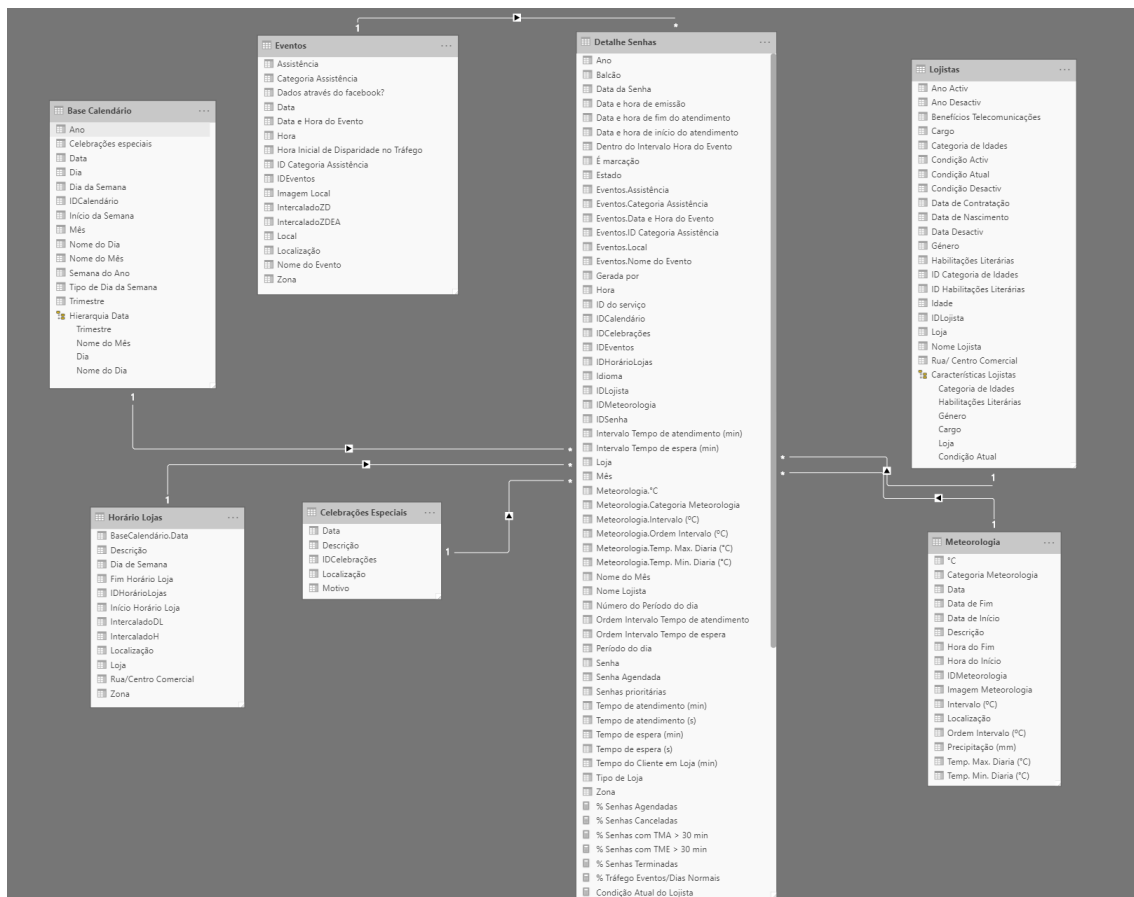 1
*
Eventos
Assistência
Categoria Assistência
Dados através do facebook?
Data
Data e Hora do Evento
Hora
Hora Inicial de Disparidade no Tráfego
ID Categoria Assistência
IDEventos
Imagem Local
IntercaladoZD
IntercaladoZDEA
Local
Localização
Nome do Evento
Zona
Base Calendário
Ano
Celebrações especiais
Data
Dia
Dia da Semana
IDCalendário
Início da Semana
Mês
Nome do Dia
Nome do Mês
Semana do Ano
Tipo de Dia da Semana
Trimestre
Hierarquia Data
Trimestre
Nome do Mês
Dia
Nome do Dia
1
*
1
*
Horário Lojas
BaseCalendário.Data
Descrição
Dia de Semana
Fim Horário Loja
IDHorárioLojas
Início Horário Loja
IntercaladoDL
IntercaladoH
Localização
Loja
Rua/Centro Comercial
Zona
*
1
Celebrações Especiais
Data
Descrição
IDCelebrações
Localização
Motivo
Detalhe Senhas
Ano
Balcão
Data da Senha
Data e hora de emissão
Data e hora de fim do atendimento
Data e hora de início do atendimento
Dentro do Intervalo Hora do Evento
É marcação
Estado
Eventos.Assistência
Eventos.Categoria Assistência
Eventos.Data e Hora do Evento
Eventos.ID Categoria Assistência
Eventos.Local
Eventos.Nome do Evento
Gerada por
Hora
ID do serviço
IDCalendário
IDCelebrações
IDEventos
IDHorárioLojas
Idioma
IDLojista
IDMeteorologia
IDSenha
Intervalo Tempo de atendimento (min)
Intervalo Tempo de espera (min)
Loja
Mês
Meteorologia.°C
Meteorologia.Categoria Meteorologia
Meteorologia.Intervalo (ºC)
Meteorologia.Ordem Intervalo (ºC)
Meteorologia.Temp. Max. Diaria (°C)
Meteorologia.Temp. Min. Diaria (°C)
Nome do Mês
Nome Lojista
Número do Período do dia
Ordem Intervalo Tempo de atendimento
Ordem Intervalo Tempo de espera
Período do dia
Senha
Senha Agendada
Senhas prioritárias
Tempo de atendimento (min)
Tempo de atendimento (s)
Tempo de espera (min)
Tempo de espera (s)
Tempo do Cliente em Loja (min)
Tipo de Loja
Zona
% Senhas Agendadas
% Senhas Canceladas
% Senhas com TMA > 30 min
% Senhas com TME > 30 min
% Senhas Terminadas
% Tráfego Eventos/Dias Normais
Condição Atual do Lojista
Lojistas
Ano Activ
Ano Desactiv
Benefícios Telecomunicações
Cargo
Categoria de Idades
Condição Activ
Condição Atual
Condição Desactiv
Data de Contratação
Data de Nascimento
Data Desactiv
Género
Habilitações Literárias
ID Categoria de Idades
ID Habilitações Literárias
Idade
IDLojista
Loja
Nome Lojista
Rua/ Centro Comercial
Características Lojistas
Categoria de Idades
Habilitações Literárias
Género
Cargo
Loja
Condição Atual
*
*
1
1
Meteorologia
°C
Categoria Meteorologia
Data
Data de Fim
Data de Início
Descrição
Hora do Fim
Hora do Início
IDMeteorologia
Imagem Meteorologia
Intervalo (ºC)
Localização
Ordem Intervalo (ºC)
Precipitação (mm)
Temp. Max. Diaria (°C)
Temp. Min. Diaria (°C)